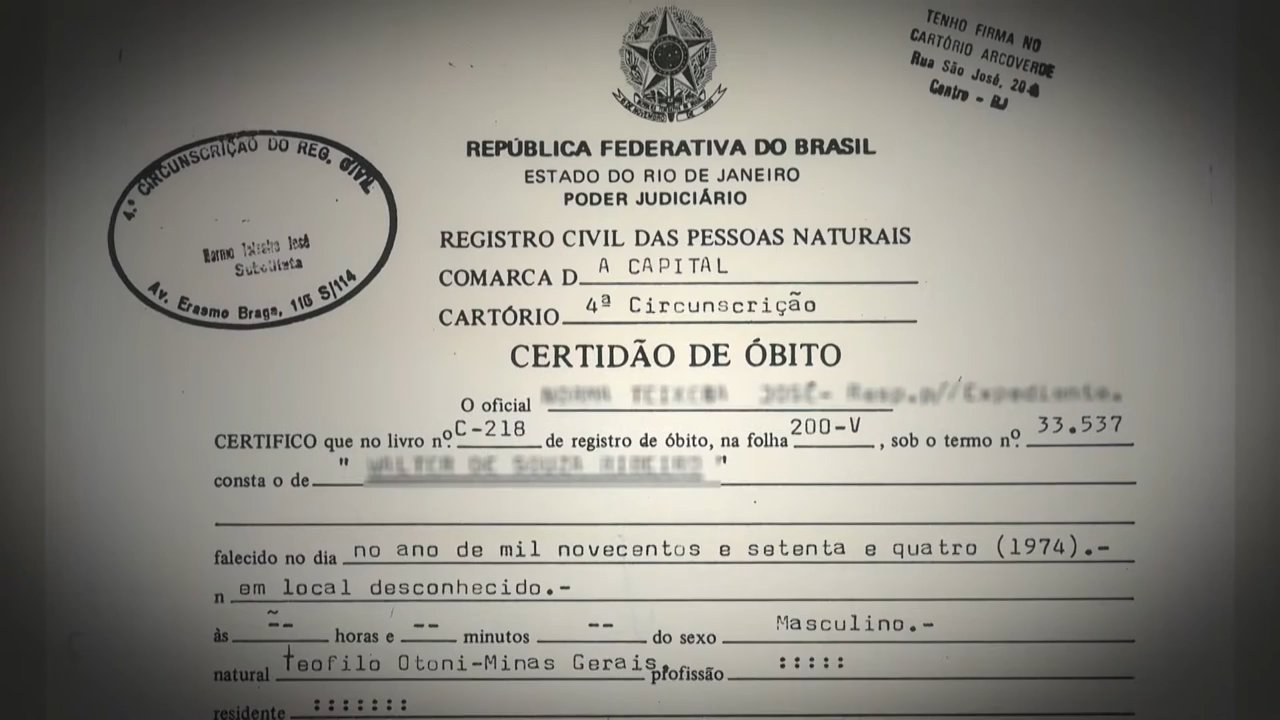 TENHO FIRMA NO
CARTÓRIO ARCOVERDE
Rua São José, 20
Centro - RJ
4.ª CIRCUNSCRIÇÃO DO REG. CIVIL
José
Substituta
Av. Erasmo Braga, 115 S/114
REPÚBLICA FEDERATIVA DO BRASIL
ESTADO DO RIO DE JANEIRO
PODER JUDICIÁRIO
REGISTRO CIVIL DAS PESSOAS NATURAIS
COMARCA D A CAPITAL
CARTÓRIO 4ª Circunscrição
CERTIDÃO DE ÓBITO
O oficial
CERTIFICO que no livro nº C-218 de registro de óbito, na folha 200-V, sob o termo nº 33.537
consta o de " "
falecido no dia no ano de mil novecentos e setenta e quatro (1974).-
n em local desconhecido.-
às -- horas e -- minutos -- do sexo Masculino.-
natural Teofilo Otoni-Minas Gerais. profissão :::::
residente :::::::